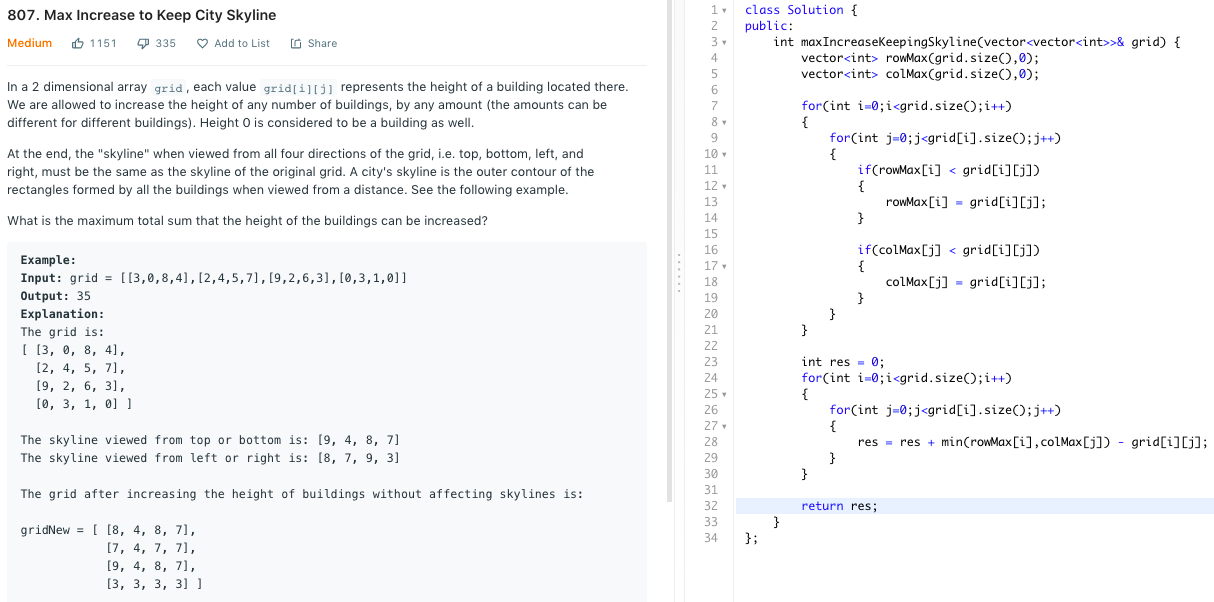 807. Max Increase to Keep City Skyline
Medium 1151 335 Add to List Share
In a 2 dimensional array grid, each value grid[i][j] represents the height of a building located there.
We are allowed to increase the height of any number of buildings, by any amount (the amounts can be
different for different buildings). Height 0 is considered to be a building as well.
At the end, the "skyline" when viewed from all four directions of the grid, i.e. top, bottom, left, and
right, must be the same as the skyline of the original grid. A city's skyline is the outer contour of the
rectangles formed by all the buildings when viewed from a distance. See the following example.
What is the maximum total sum that the height of the buildings can be increased?
Example:
Input: grid = [[3,0,8,4],[2,4,5,7],[9,2,6,3],[0,3,1,0]]
Output: 35
Explanation:
The grid is:
[ [3, 0, 8, 4],
  [2, 4, 5, 7],
  [9, 2, 6, 3],
  [0, 3, 1, 0] ]
The skyline viewed from top or bottom is: [9, 4, 8, 7]
The skyline viewed from left or right is: [8, 7, 9, 3]
The grid after increasing the height of buildings without affecting skylines is:
gridNew = [ [8, 4, 8, 7],
            [7, 4, 7, 7],
            [9, 4, 8, 7],
            [3, 3, 3, 3] ]
1 class Solution {
2 public:
3     int maxIncreaseKeepingSkyline(vector<vector<int>>& grid) {
4         vector<int> rowMax(grid.size(),0);
5         vector<int> colMax(grid.size(),0);
6
7         for(int i=0;i<grid.size();i++)
8         {
9             for(int j=0;j<grid[i].size();j++)
10             {
11                 if(rowMax[i] < grid[i][j])
12                 {
13                     rowMax[i] = grid[i][j];
14                 }
15
16                 if(colMax[j] < grid[i][j])
17                 {
18                     colMax[j] = grid[i][j];
19                 }
20             }
21         }
22
23         int res = 0;
24         for(int i=0;i<grid.size();i++)
25         {
26             for(int j=0;j<grid[i].size();j++)
27             {
28                 res = res + min(rowMax[i],colMax[j]) - grid[i][j];
29             }
30         }
31
32         return res;
33     }
34 };